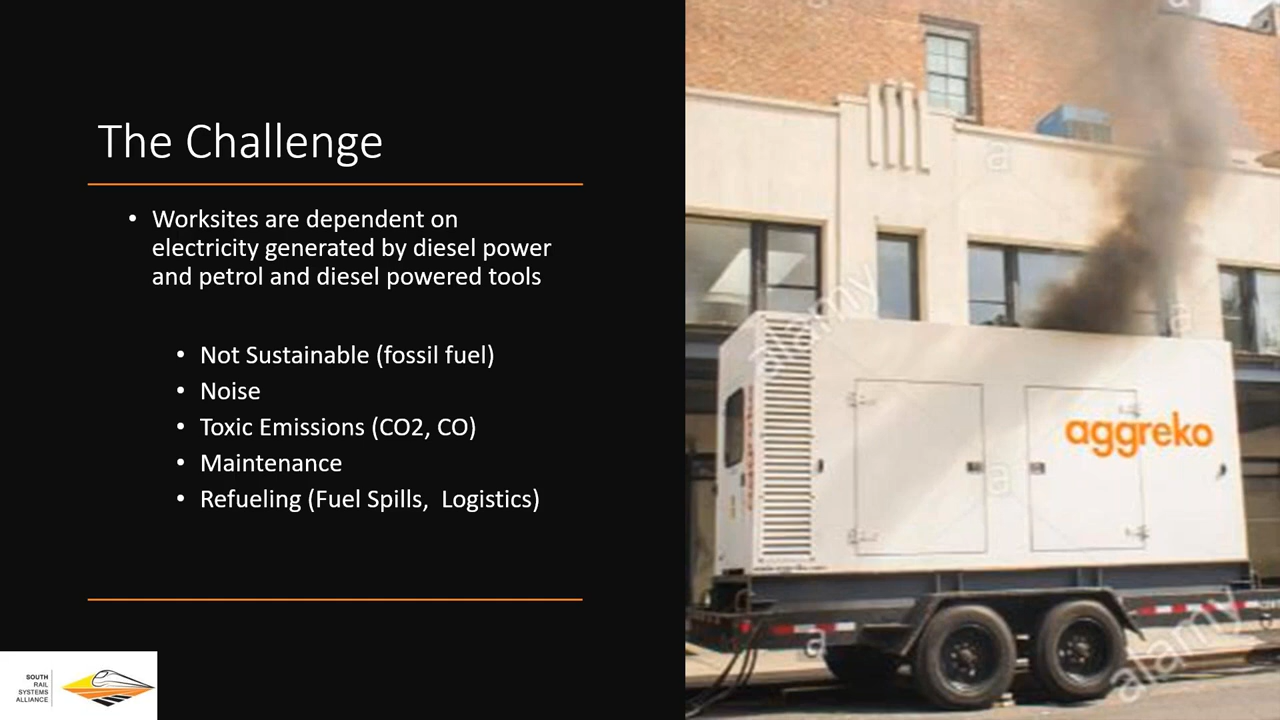 The Challenge
• Worksites are dependent on
electricity generated by diesel power
and petrol and diesel powered tools
• Not Sustainable (fossil fuel)
• Noise
• Toxic Emissions (CO2, CO)
• Maintenance
• Refueling (Fuel Spills,  Logistics)
SOUTH
RAIL
SYSTEMS
ALLIANCE
aggreko
alamy
alamy
a
a
a
a